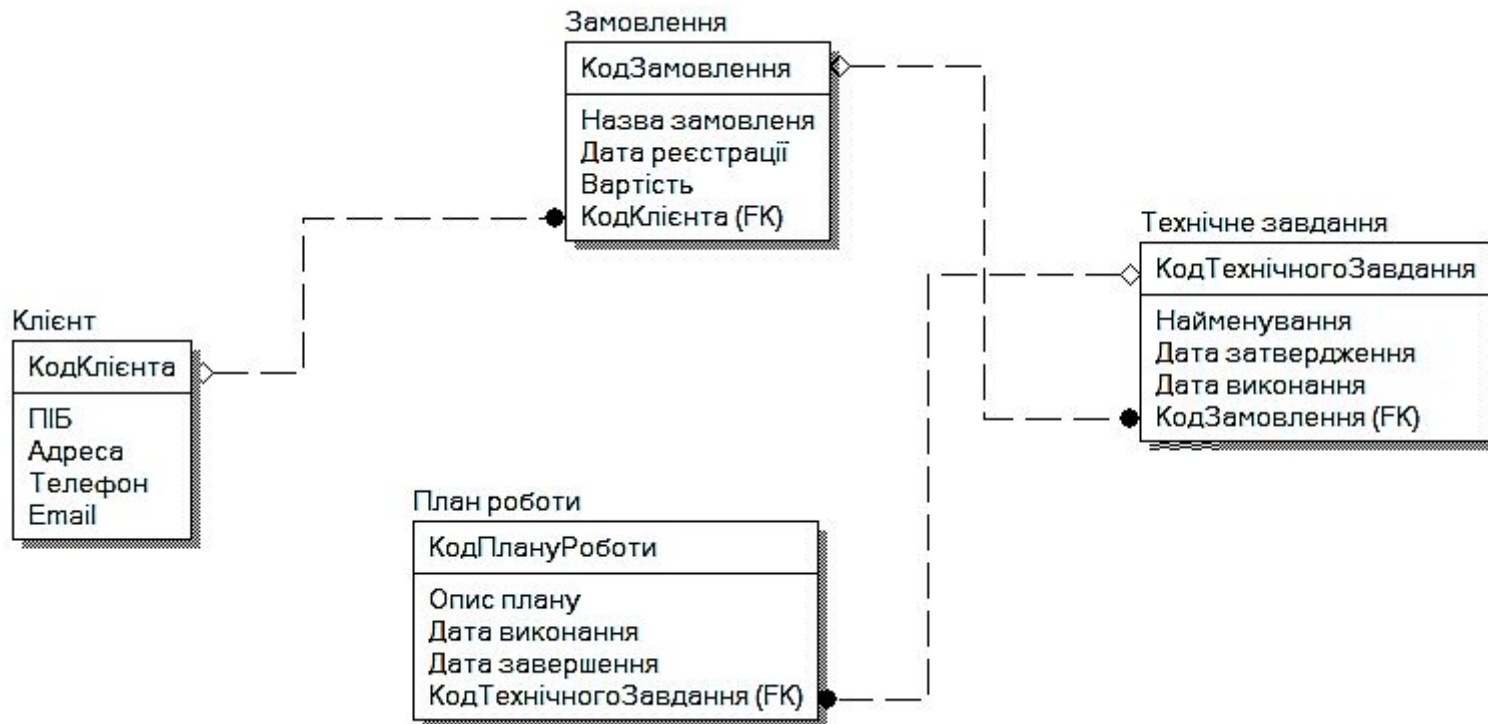 Замовлення
КодЗамовлення
Назва замовленя
Дата реєстрації
Вартість
КодКлієнта (FK)
Технічне завдання
КодТехнічногоЗавдання
Найменування
Дата затвердження
Дата виконання
КодЗамовлення (FK)
Клієнт
КодКлієнта
ПІБ
Адреса
Телефон
Email
План роботи
КодПлануРоботи
Опис плану
Дата виконання
Дата завершення
КодТехнічногоЗавдання (FK)